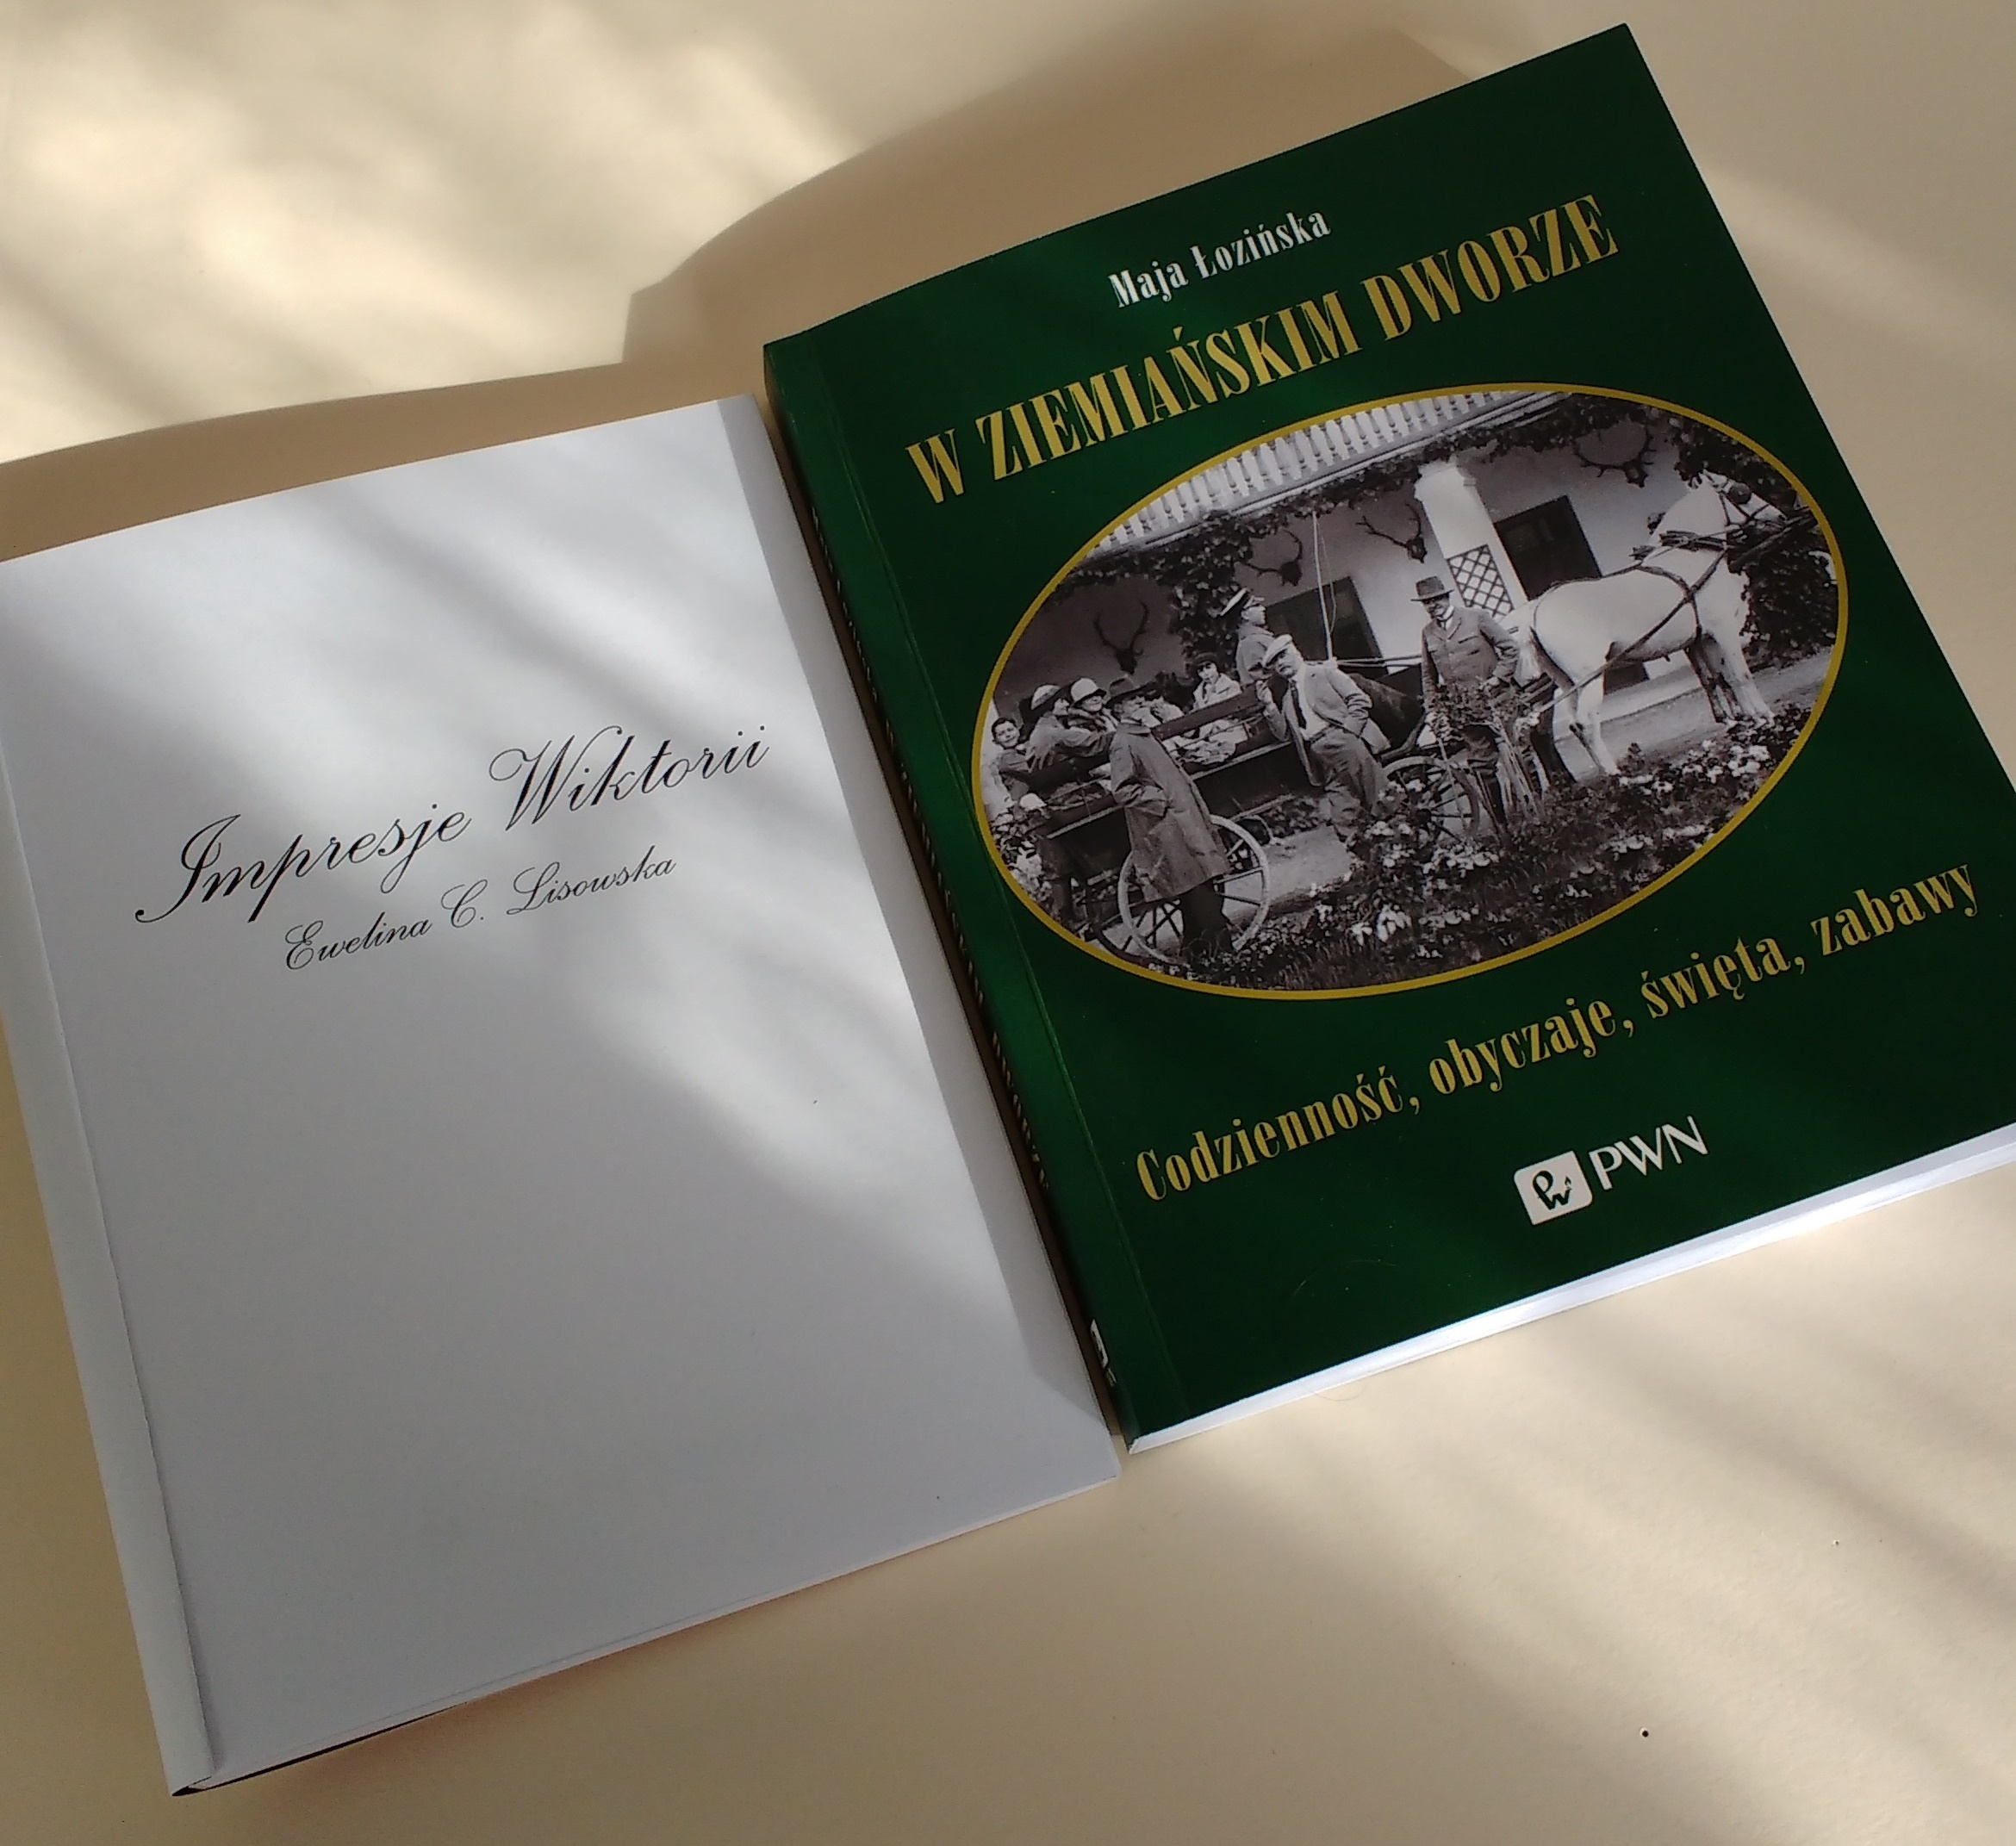 Impresje Wiktorii
Ewelina C. Lisowska
Maja Łozińska
W ZIEMIAŃSKIM DWORZE
Codzienność, obyczaje, święta, zabawy
PWN